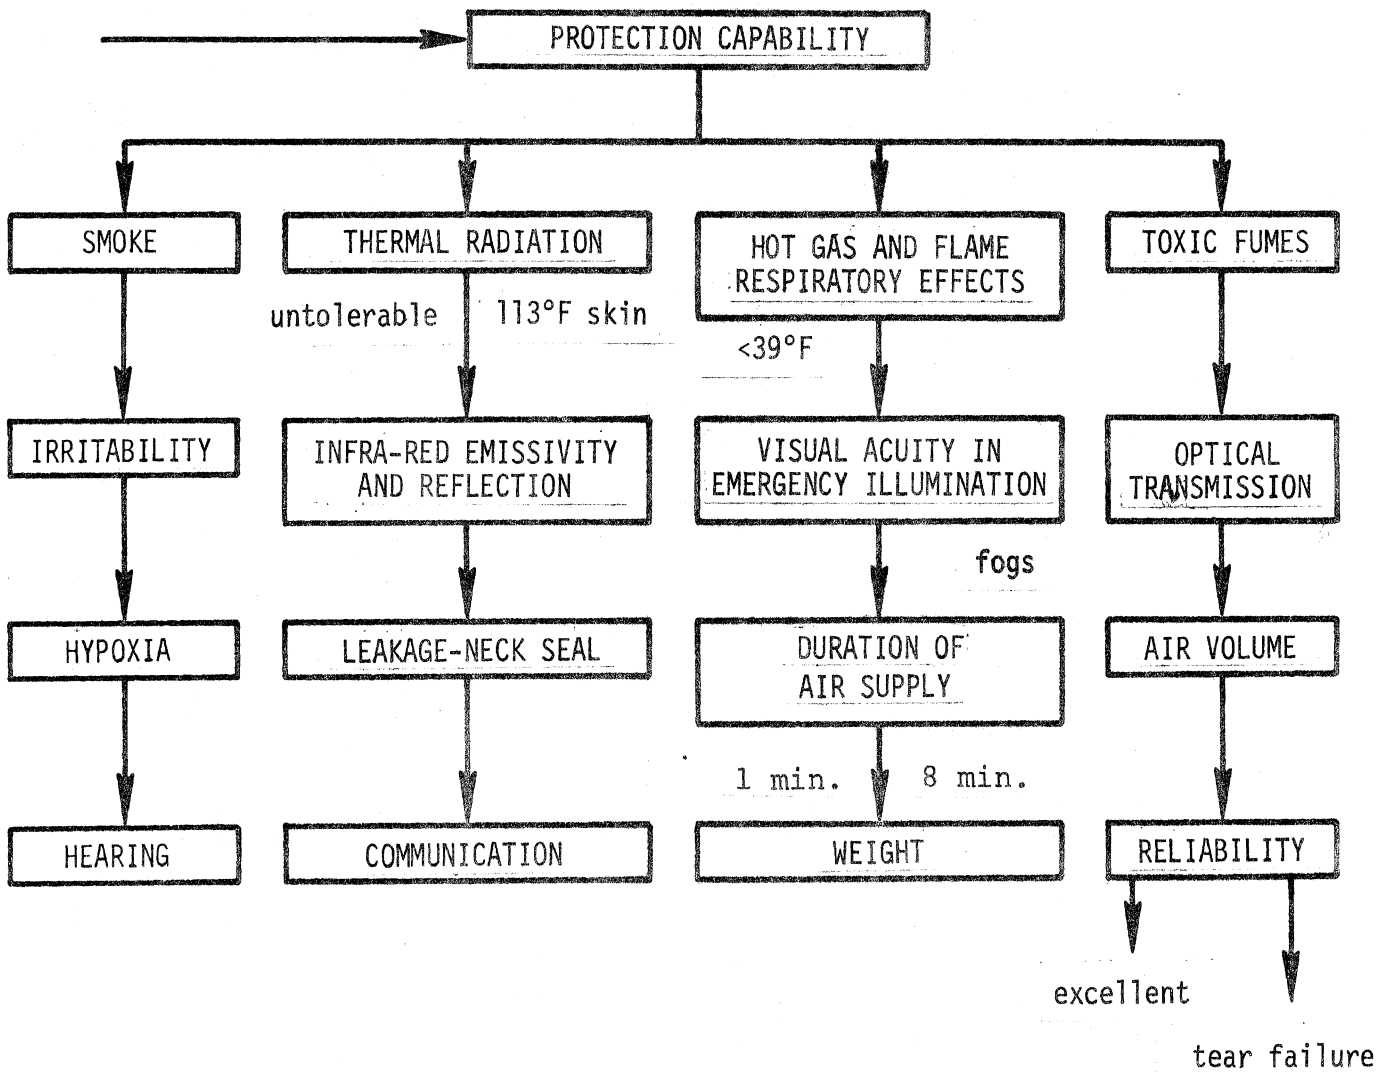 PROTECTION CAPABILITY
SMOKE
THERMAL RADIATION
HOT GAS AND FLAME
RESPIRATORY EFFECTS
TOXIC FUMES
untolerable
113°F skin
<39°F
IRRITABILITY
INFRA-RED EMISSIVITY
AND REFLECTION
VISUAL ACUITY IN
EMERGENCY ILLUMINATION
OPTICAL
TRANSMISSION
fogs
HYPOXIA
LEAKAGE-NECK SEAL
DURATION OF
AIR SUPPLY
AIR VOLUME
1 min.
8 min.
HEARING
COMMUNICATION
WEIGHT
RELIABILITY
excellent
tear failure